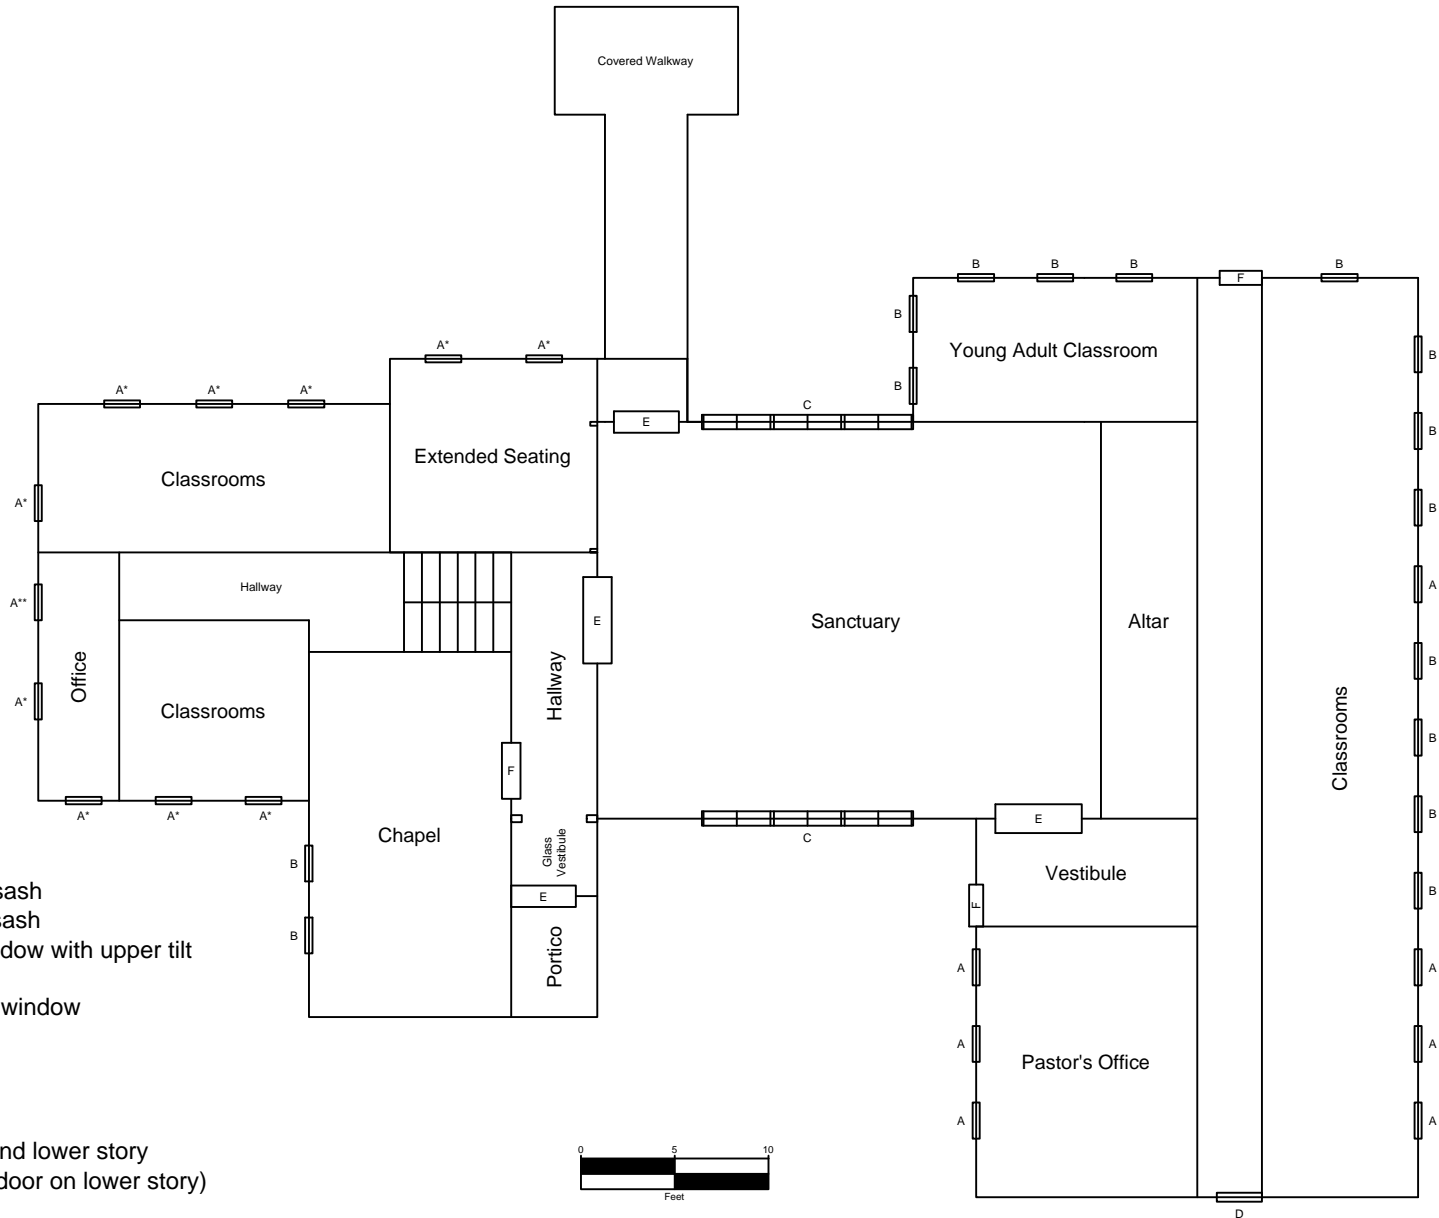 Covered Walkway
B
B
B
F
B
B
Young Adult Classroom
B
B
A*
A*
A*
A*
A*
C
E
Extended Seating
B
Classrooms
A*
B
Hallway
A
A**
E
Sanctuary
Altar
B
Office
Hallway
A*
Classrooms
Classrooms
B
F
A*
A*
A*
E
B
Chapel
C
Glass
Vestibule
B
Vestibule
B
sash
E
F
sash
B
dow with upper tilt
Portico
A
A
window
A
A
Pastor's Office
A
A
nd lower story
0
5
10
door on lower story)
Feet
D